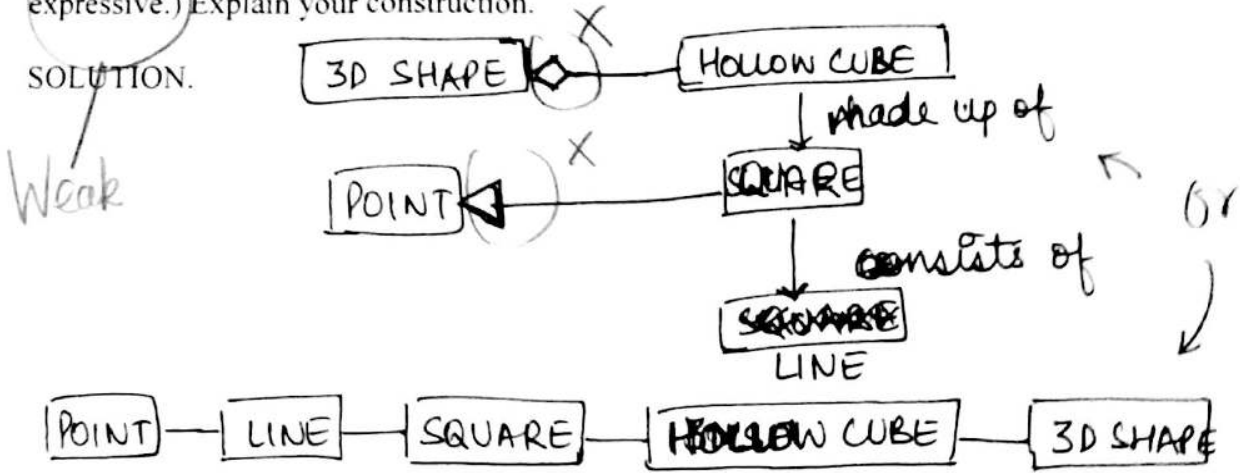 expressive.) Explain your construction.
SOLUTION.
Weak
3D SHAPE X HOLLOW CUBE
made up of
POINT X SQUARE
or
consists of
LINE
POINT LINE SQUARE HOLLOW CUBE 3D SHAPE